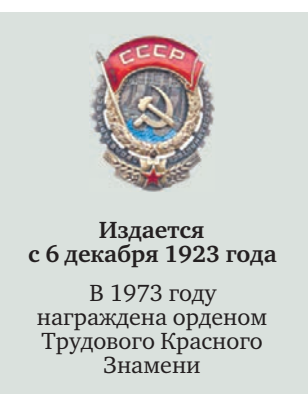 СССР
Издается
с 6 декабря 1923 года
В 1973 году
награждена орденом
Трудового Красного
Знамени